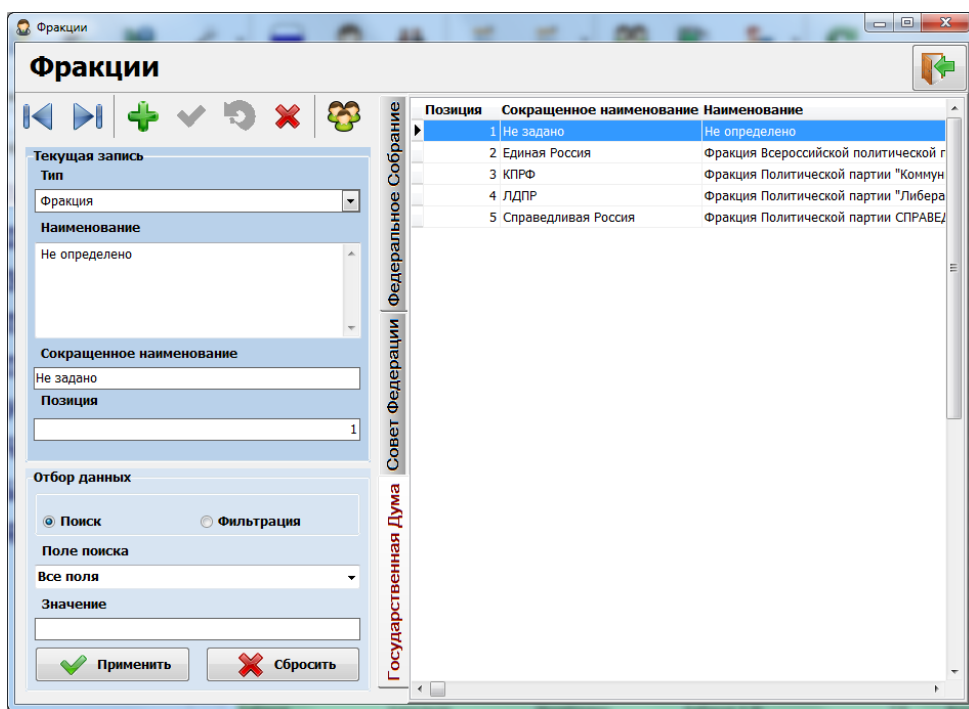 Фракции
Фракции
Текущая запись
Тип
Фракция
Наименование
Не определено
Сокращенное наименование
Не задано
Позиция
1
Отбор данных
Поиск Фильтрация
Поле поиска
Все поля
Значение
Применить Сбросить
Федеральное Собрание
Совет Федерации
Государственная Дума
Позиция Сокращенное наименование Наименование
1 Не задано Не определено
2 Единая Россия Фракция Всероссийской политической г
3 КПРФ Фракция Политической партии "Коммун
4 ЛДПР Фракция Политической партии "Либера
5 Справедливая Россия Фракция Политической партии СПРАВЕД